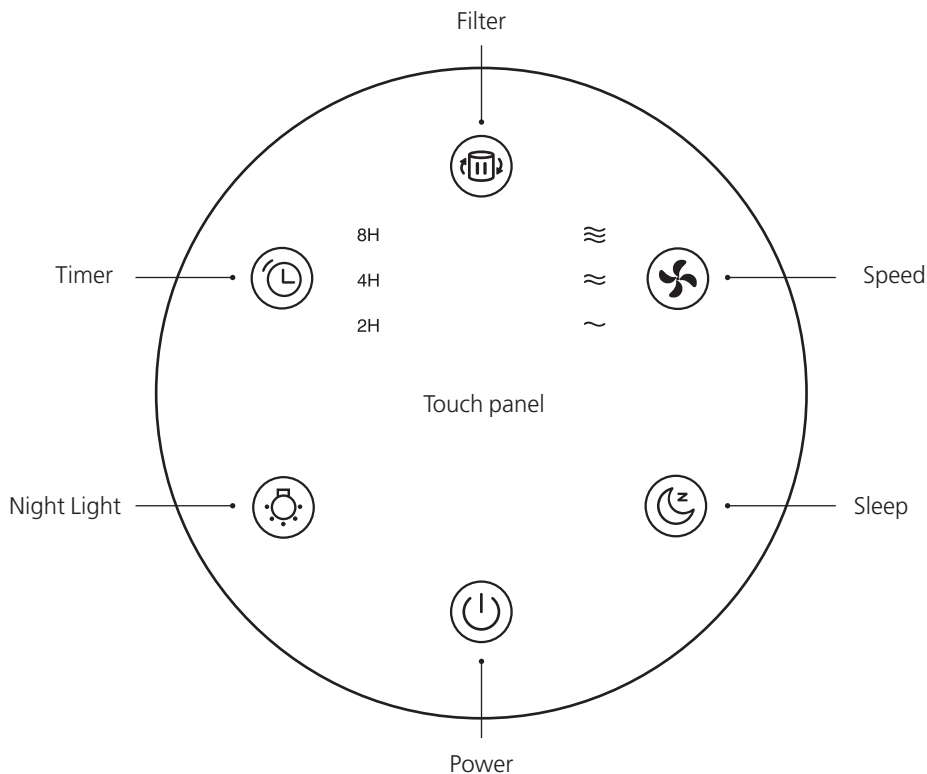 Filter
8H
Timer
4H
Speed
2H
Touch panel
Night Light
Z
Sleep
Power